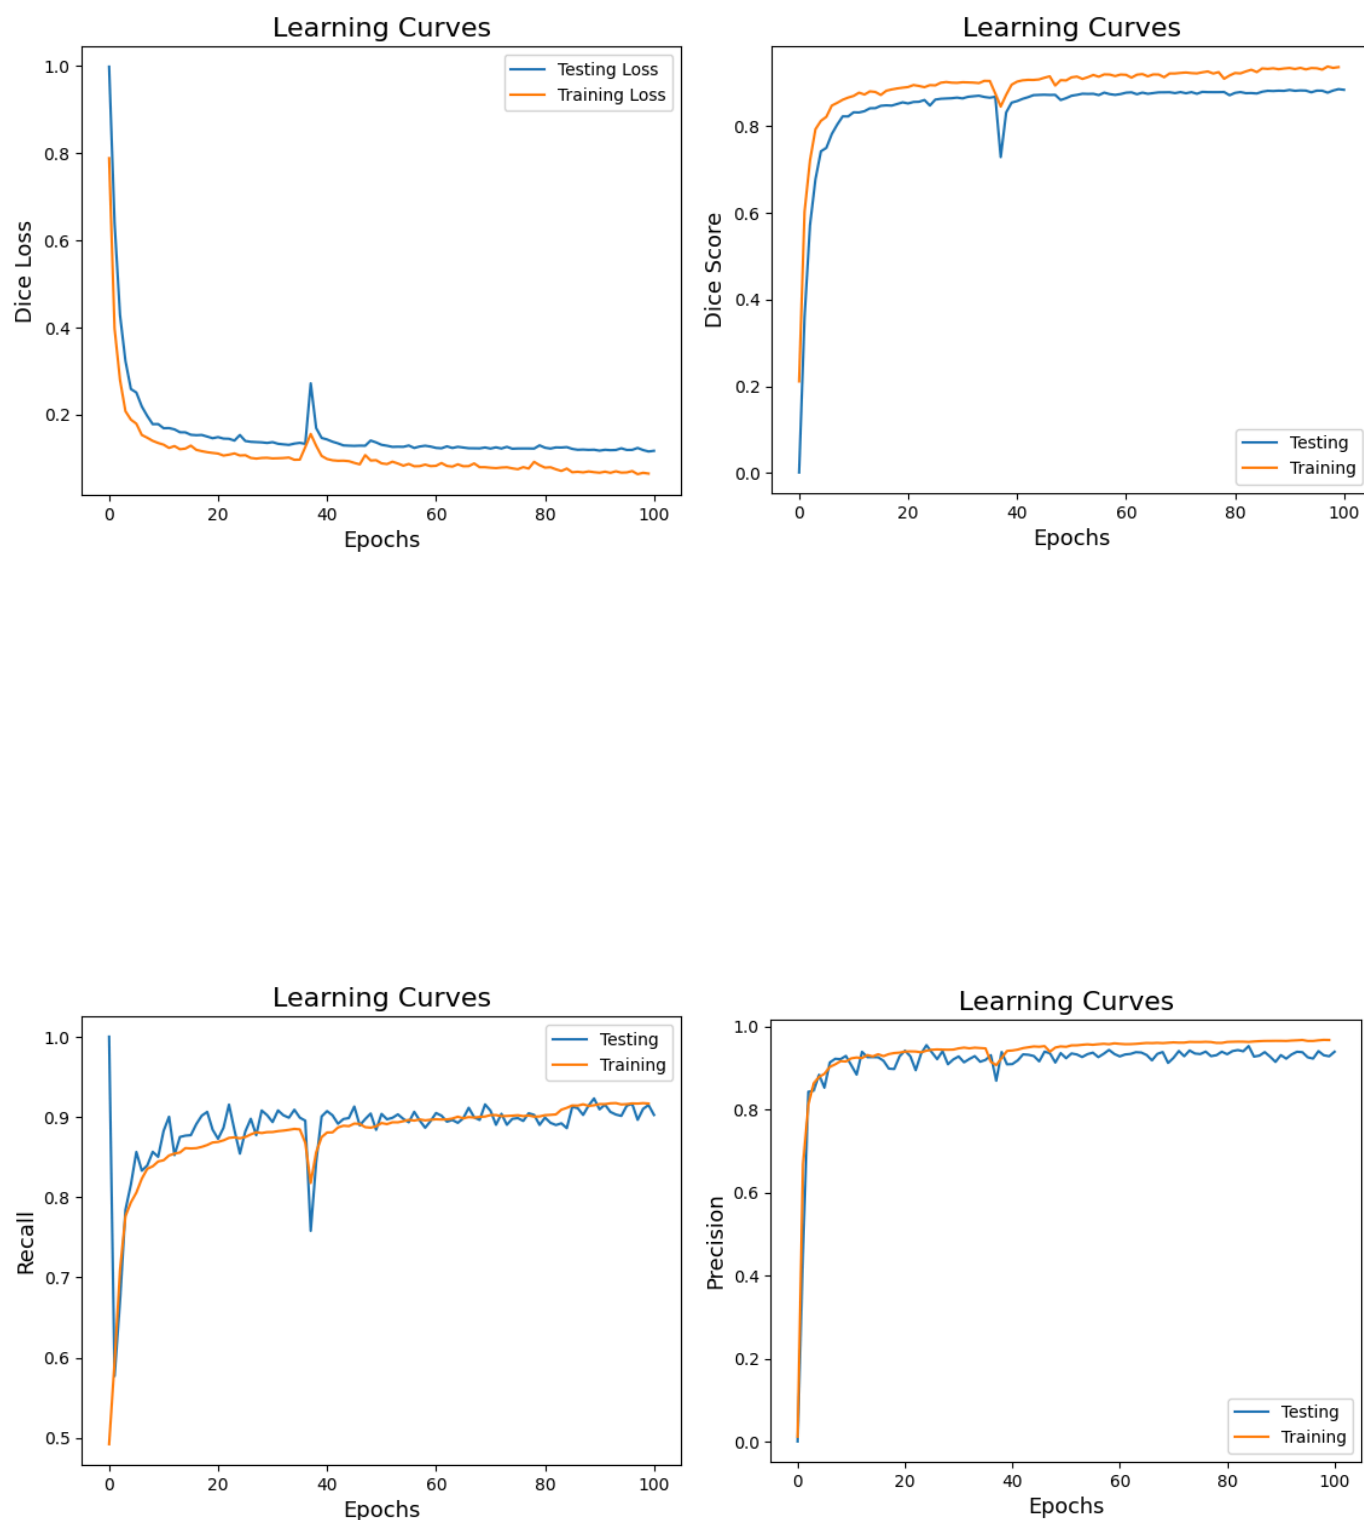 Learning Curves
1.0
0.8
0.6
0.4
0.2
Dice Loss
Testing Loss
Training Loss
0 20 40 60 80 100
Epochs
Learning Curves
0.8
0.6
0.4
0.2
0.0
Dice Score
Testing
Training
0 20 40 60 80 100
Epochs
Learning Curves
1.0
0.9
0.8
0.7
0.6
0.5
Recall
Testing
Training
0 20 40 60 80 100
Epochs
Learning Curves
1.0
0.8
0.6
0.4
0.2
0.0
Precision
Testing
Training
0 20 40 60 80 100
Epochs